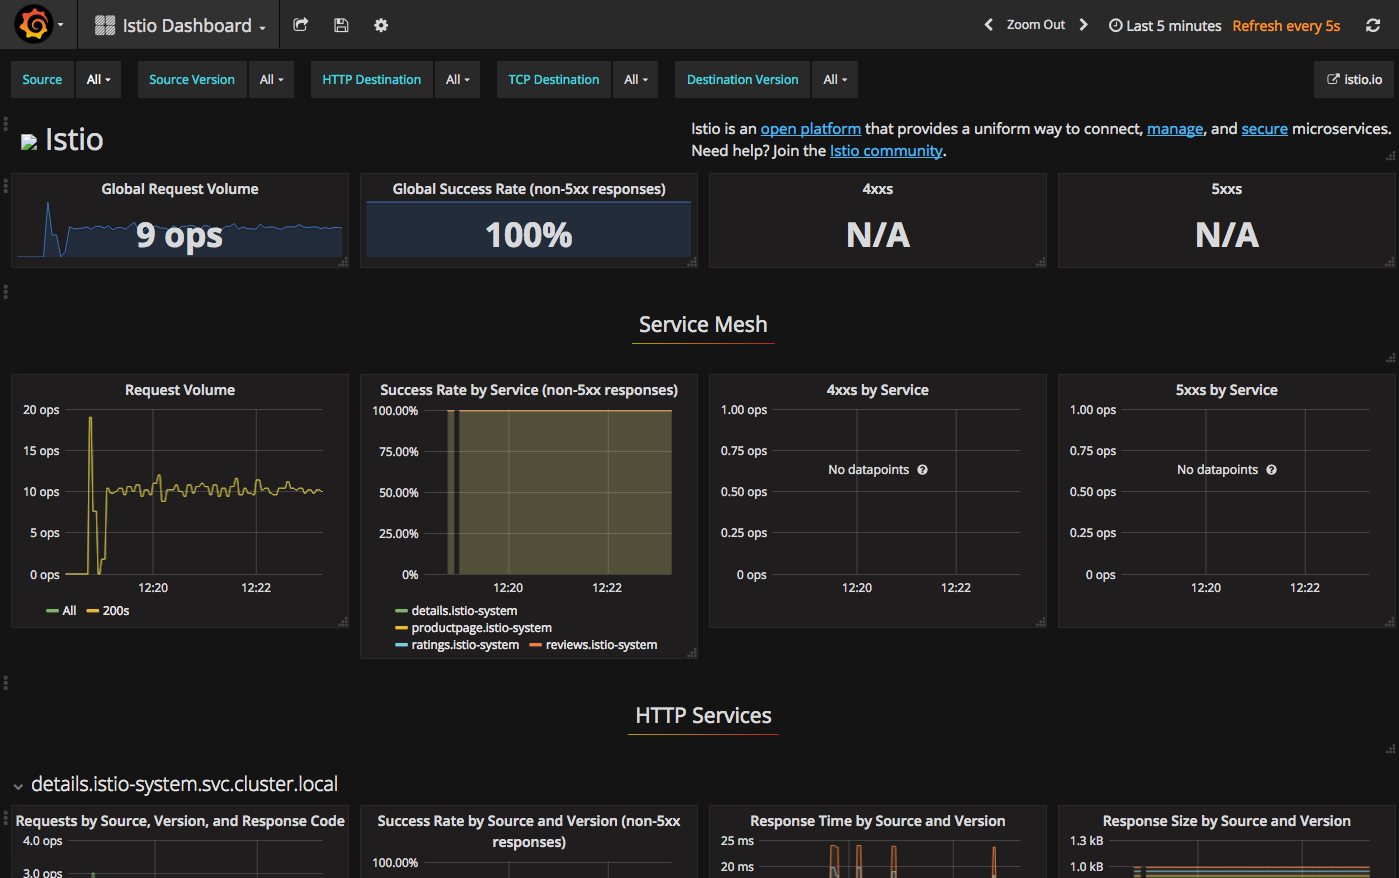 Istio Dashboard
Zoom Out
Last 5 minutes
Refresh every 5s
Source All
Source Version All
HTTP Destination All
TCP Destination All
Destination Version All
istio.io
Istio
Istio is an open platform that provides a uniform way to connect, manage, and secure microservices.
Need help? Join the Istio community.
Global Request Volume
9 ops
Global Success Rate (non-5xx responses)
100%
4xxs
N/A
5xxs
N/A
Service Mesh
Request Volume
20 ops
15 ops
10 ops
5 ops
0 ops
12:20 12:22
All 200s
Success Rate by Service (non-5xx responses)
100.00%
75.00%
50.00%
25.00%
0%
12:20 12:22
details.istio-system
productpage.istio-system
ratings.istio-system reviews.istio-system
4xxs by Service
1.00 ops
0.75 ops
No datapoints
0.50 ops
0.25 ops
0 ops
12:20 12:22
5xxs by Service
1.00 ops
0.75 ops
No datapoints
0.50 ops
0.25 ops
0 ops
12:20 12:22
HTTP Services
details.istio-system.svc.cluster.local
Requests by Source, Version, and Response Code
4.0 ops
3.0 ops
Success Rate by Source and Version (non-5xx
responses)
100.00%
Response Time by Source and Version
25 ms
20 ms
Response Size by Source and Version
1.3 kB
1.0 kB